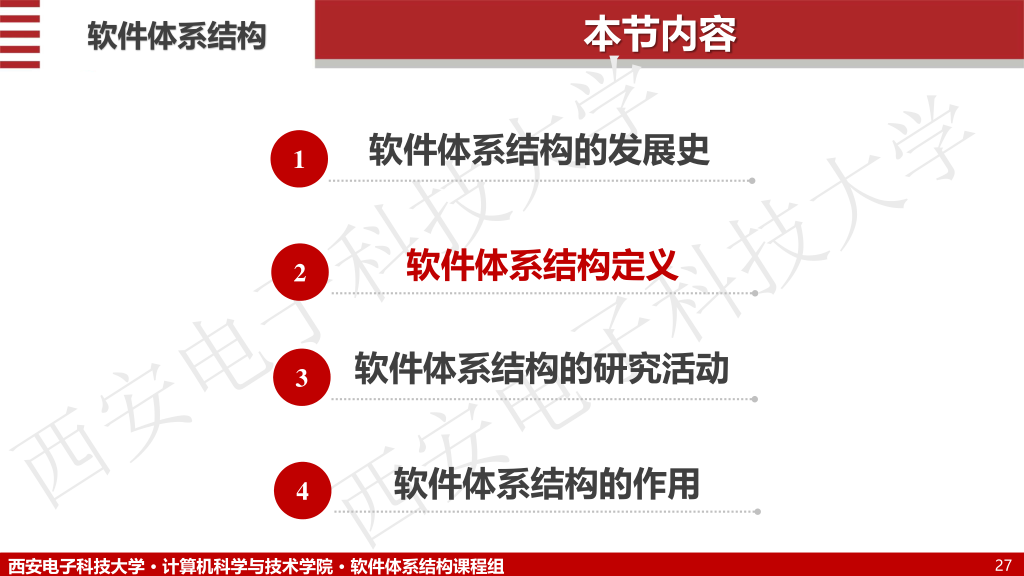 软件体系结构
本节内容
1
软件体系结构的发展史
2
软件体系结构定义
3
软件体系结构的研究活动
4
软件体系结构的作用
西安电子科技大学
西安电子科技大学
西安电子科技大学•计算机科学与技术学院•软件体系结构课程组
27